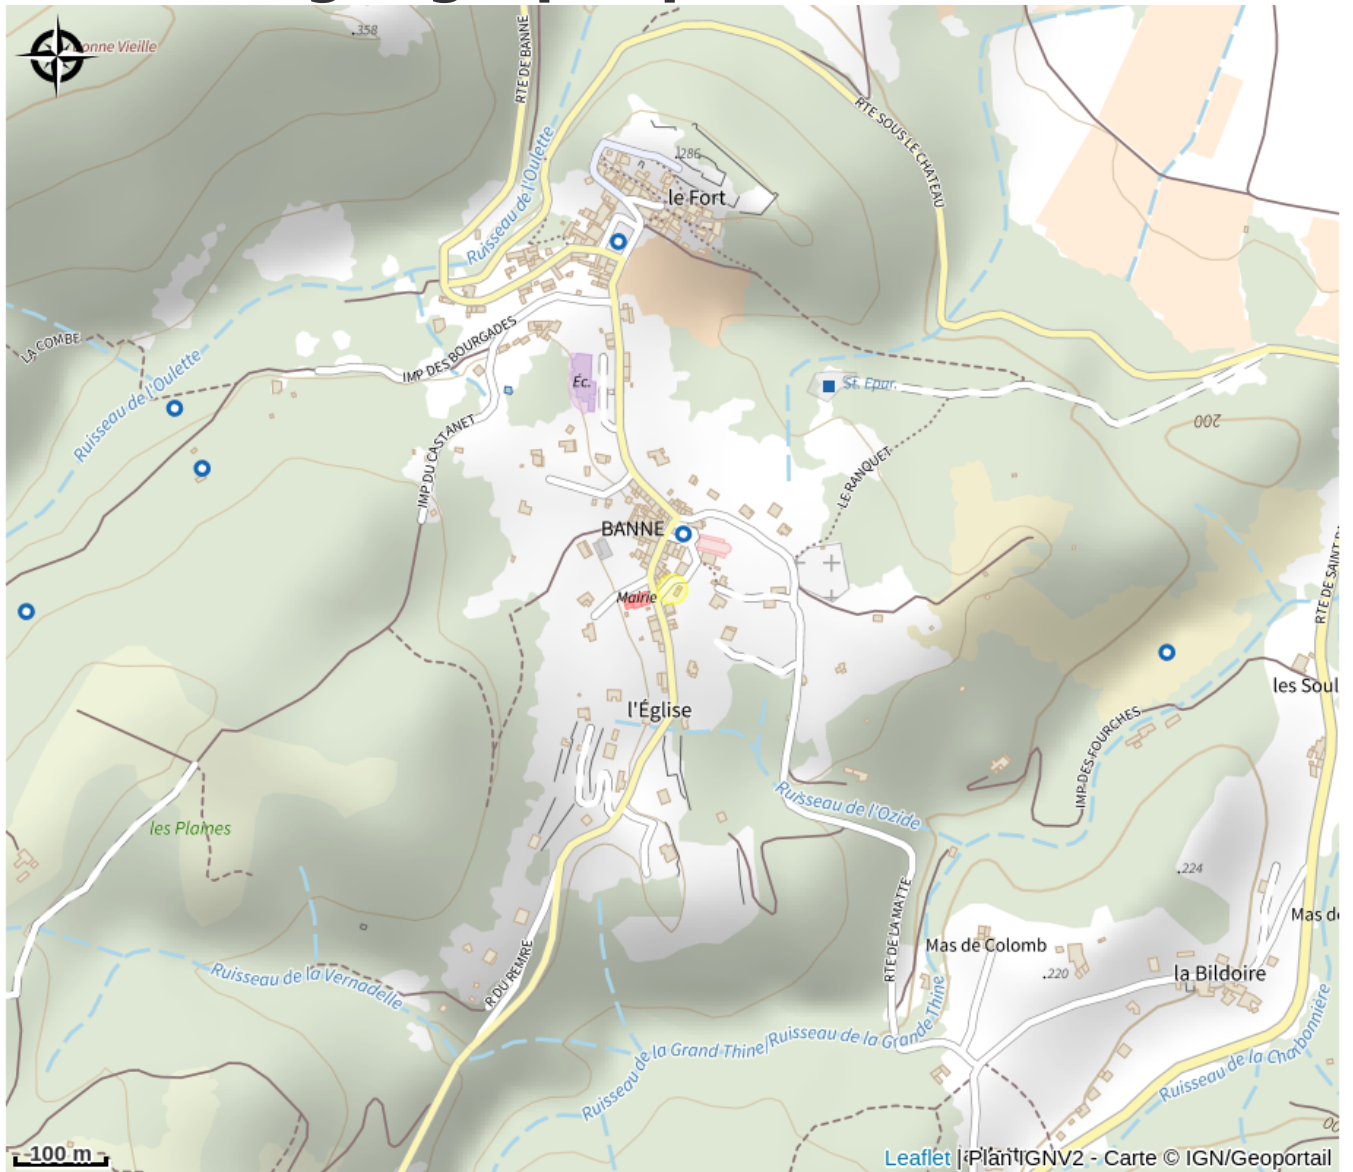 .358
onne Vieille
RTE DE BANNE
RTE SOUS LE CHATEAU
Ruisseau de l'Oulette
.286
le Fort
LA COMBE
IMP DES BOURGADES
Ruisseau de l'Oulette
Éc.
St. Epur.
200
IMP DU CASTANET
LE RANQUET
BANNE
Mairie
RTE DE SAINT
les Soul
l'Église
IMP DES FOURCHES
Ruisseau de l'Ozide
les Plaines
.224
RTE DE LA MATTE
Mas de
Mas de Colomb
.220
la Bildoire
Ruisseau de la Vernadelle
R DU REMRE
Ruisseau de la Grand Thine/Ruisseau de la Grande Thine
Ruisseau de la Charbonnière
100 m
Leaflet | PlanIGNV2 - Carte © IGN/Geoportail